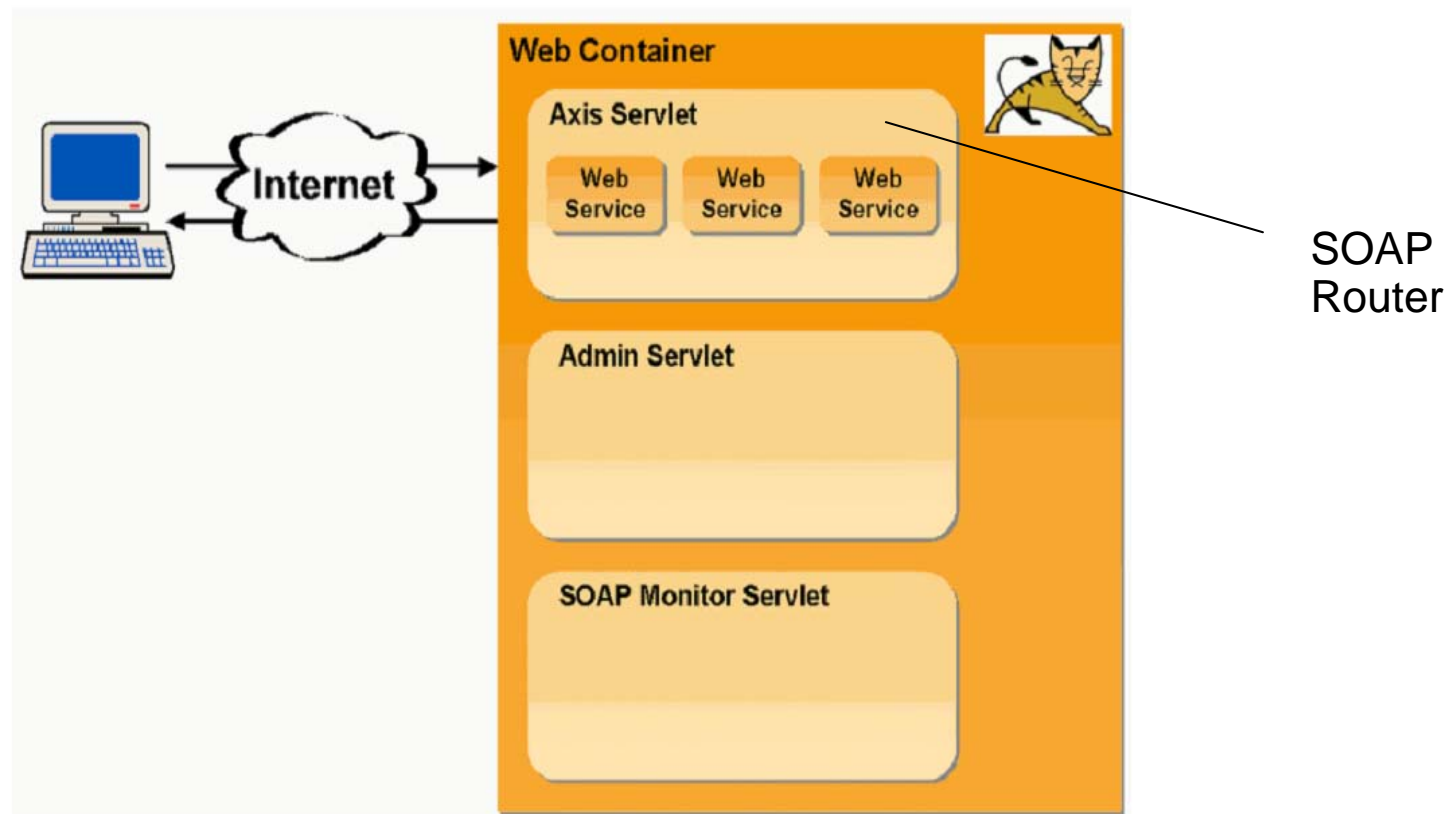 Web Container
Axis Servlet
Web
Service
Web
Service
Web
Service
Internet
SOAP
Router
Admin Servlet
SOAP Monitor Servlet